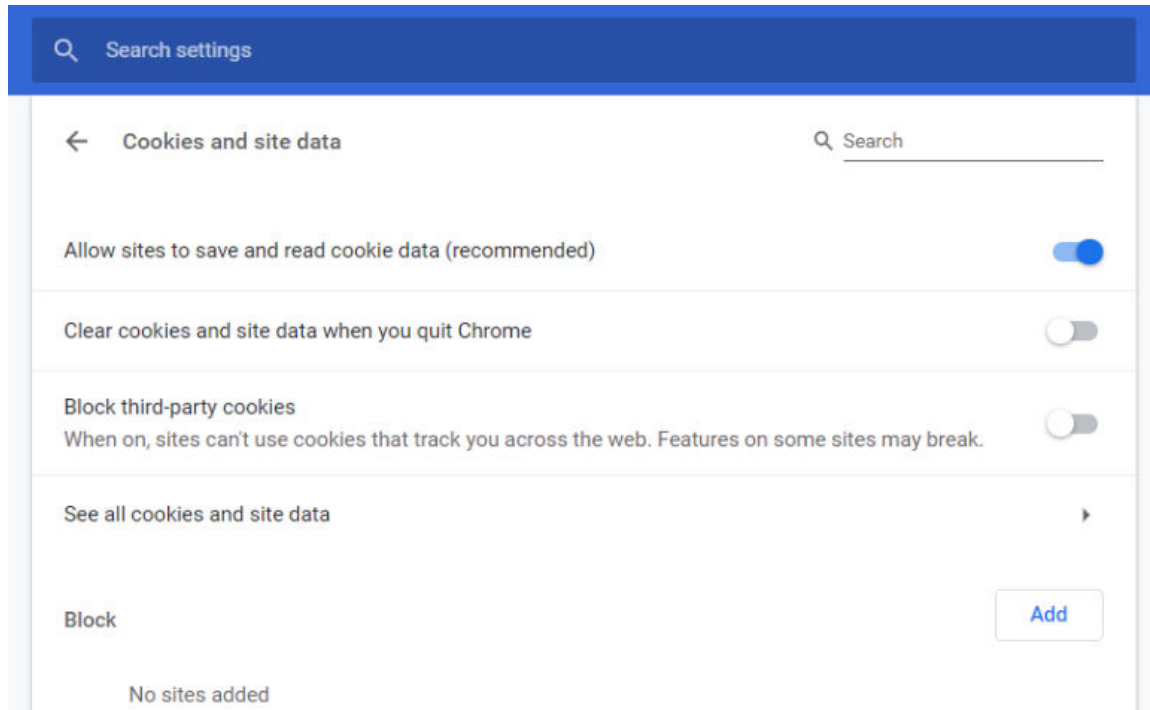 Search settings
Cookies and site data
Search
Allow sites to save and read cookie data (recommended)
Clear cookies and site data when you quit Chrome
Block third-party cookies
When on, sites can't use cookies that track you across the web. Features on some sites may break.
See all cookies and site data
Block
Add
No sites added